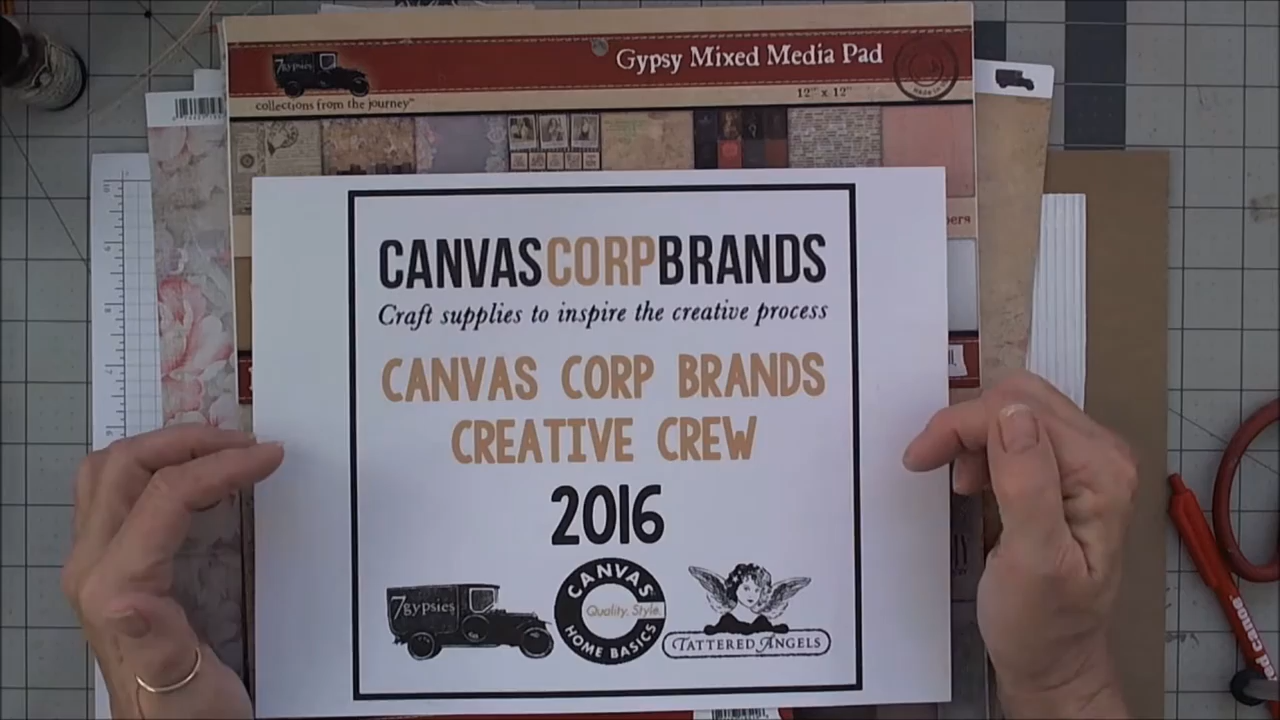 7gypsies
Gypsy Mixed Media Pad
collections from the journey™
12" x 12"
CANVASCORPBRANDS
Craft supplies to inspire the creative process
CANVAS CORP BRANDS
CREATIVE CREW
2016
7gypsies
CANVAS
Quality. Style.
HOME BASICS
TATTERED ANGELS